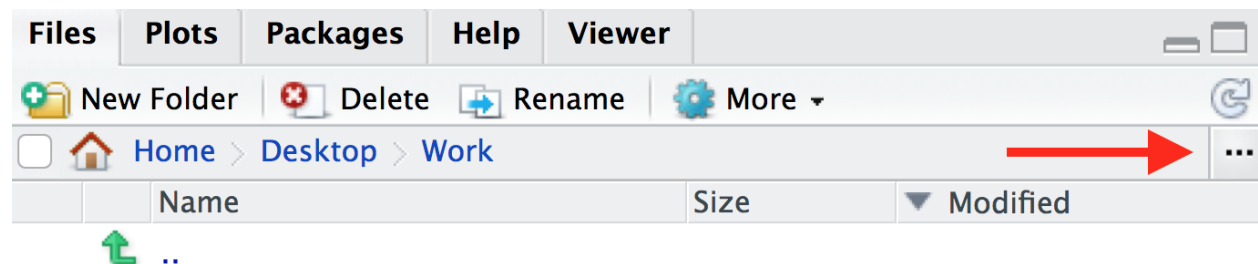 Files Plots Packages Help Viewer
New Folder Delete Rename More
Home Desktop Work ...
Name Size Modified
..